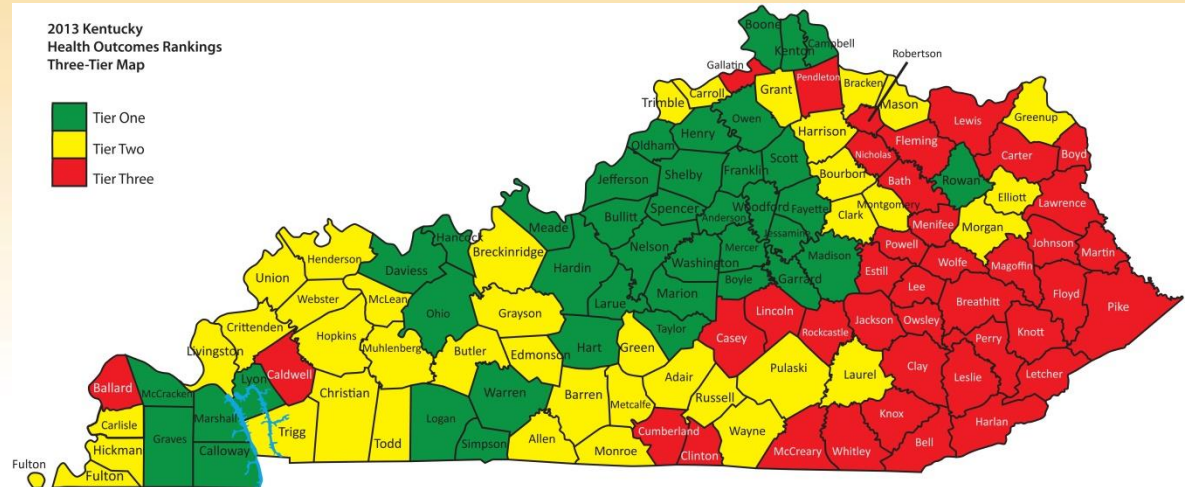 2013 Kentucky
Health Outcomes Rankings
Three-Tier Map
Tier One
Tier Two
Tier Three
Boone
Kenton
Campbell
Robertson
Gallatin
Pendleton
Trimble
Carroll
Grant
Bracken
Mason
Lewis
Greenup
Owen
Henry
Oldham
Harrison
Fleming
Carter
Boyd
Nicholas
Scott
Franklin
Shelby
Jefferson
Bourbon
Bath
Rowan
Elliott
Lawrence
Bullitt
Spencer
Anderson
Woodford
Fayette
Clark
Montgomery
Menifee
Morgan
Meade
Hancock
Breckinridge
Nelson
Washington
Mercer
Jessamine
Madison
Powell
Wolfe
Magoffin
Johnson
Martin
Henderson
Daviess
Hardin
Boyle
Garrard
Estill
Lee
Union
Webster
McLean
Ohio
Grayson
Larue
Marion
Lincoln
Breathitt
Floyd
Pike
Crittenden
Hopkins
Muhlenberg
Butler
Edmonson
Hart
Green
Taylor
Casey
Rockcastle
Jackson
Owsley
Perry
Knott
Livingston
Caldwell
Lyon
Ballard
McCracken
Christian
Warren
Barren
Metcalfe
Adair
Russell
Pulaski
Laurel
Clay
Leslie
Letcher
Carlisle
Graves
Marshall
Trigg
Todd
Logan
Simpson
Allen
Monroe
Cumberland
Clinton
Wayne
McCreary
Whitley
Knox
Bell
Harlan
Hickman
Calloway
Fulton
Fulton